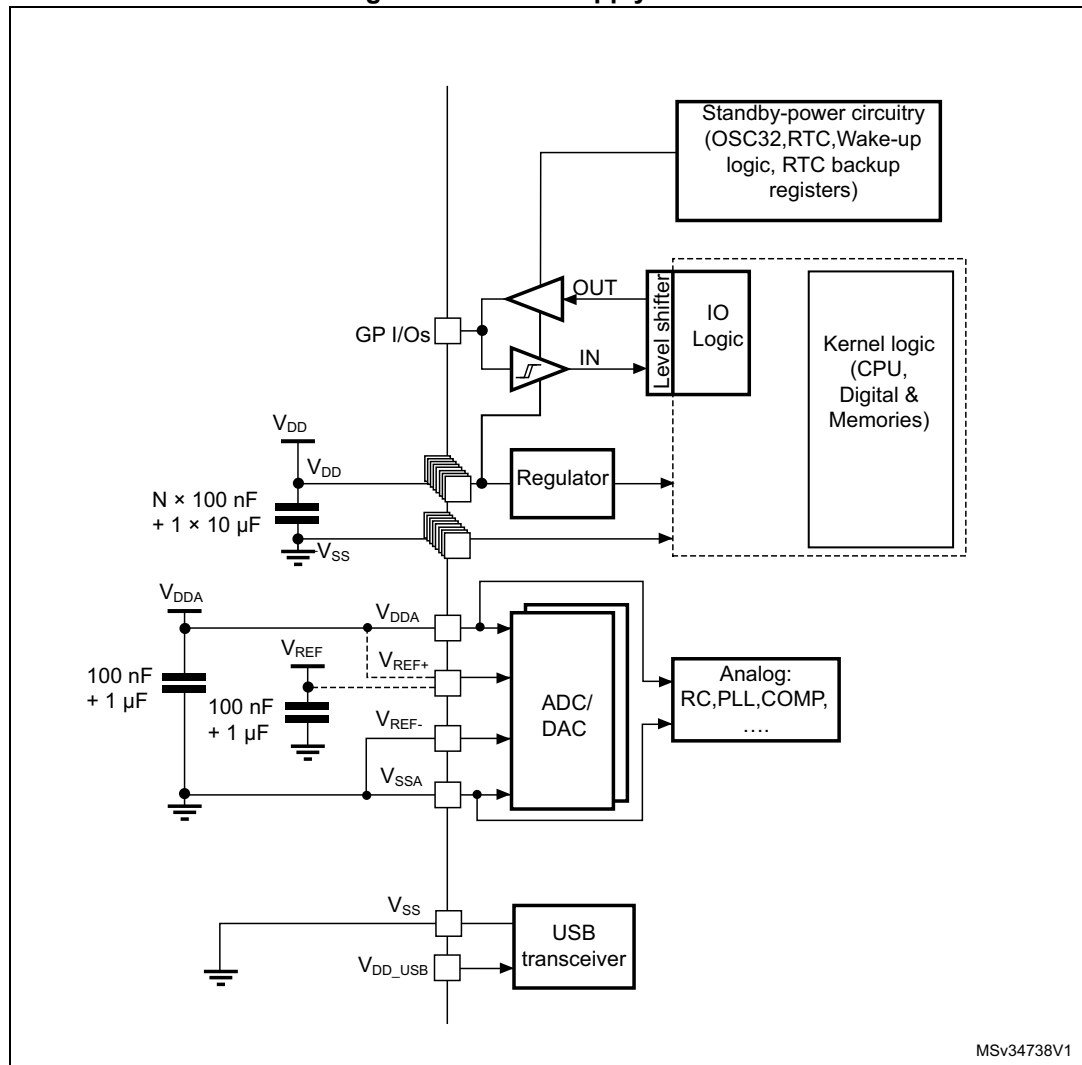 Standby-power circuitry
(OSC32,RTC,Wake-up
logic, RTC backup
registers)
OUT
Level shifter
IO
Logic
GP I/Os
IN
Kernel logic
(CPU,
Digital &
Memories)
VDD
VDD
Regulator
N × 100 nF
+ 1 × 10 µF
VSS
VDDA
VDDA
VREF
VREF+
100 nF
+ 1 µF
100 nF
+ 1 µF
ADC/
DAC
Analog:
RC,PLL,COMP,
....
VREF-
VSSA
VSS
USB
transceiver
VDD_USB
MSv34738V1